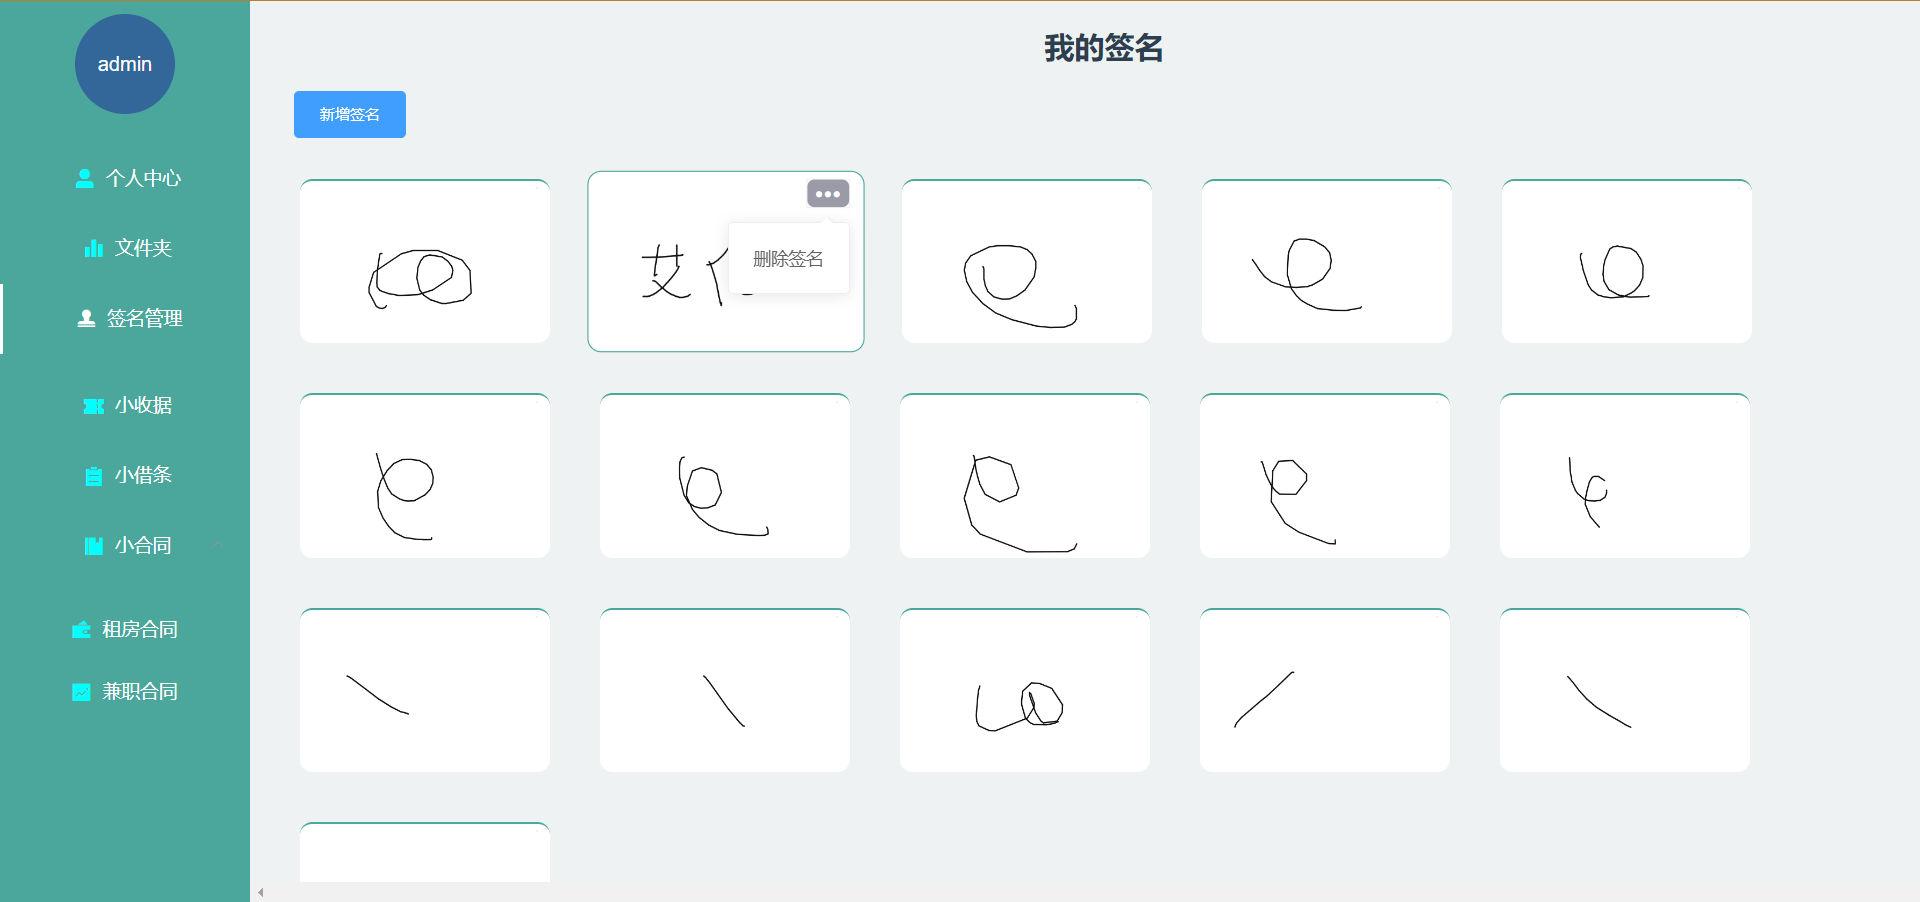 admin
个人中心
文件夹
签名管理
小收据
小借条
小合同
租房合同
兼职合同
我的签名
新增签名
删除签名